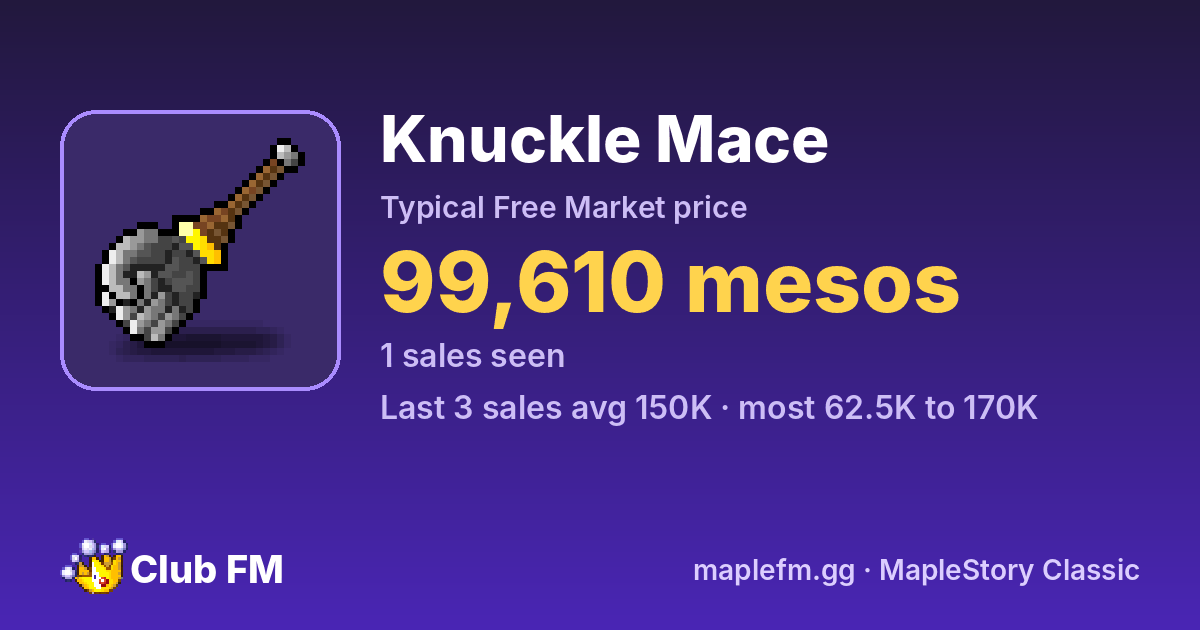 Knuckle Mace
Typical Free Market price
99,610 mesos
1 sales seen
Last 3 sales avg 150K · most 62.5K to 170K
Club FM
maplefm.gg · MapleStory Classic